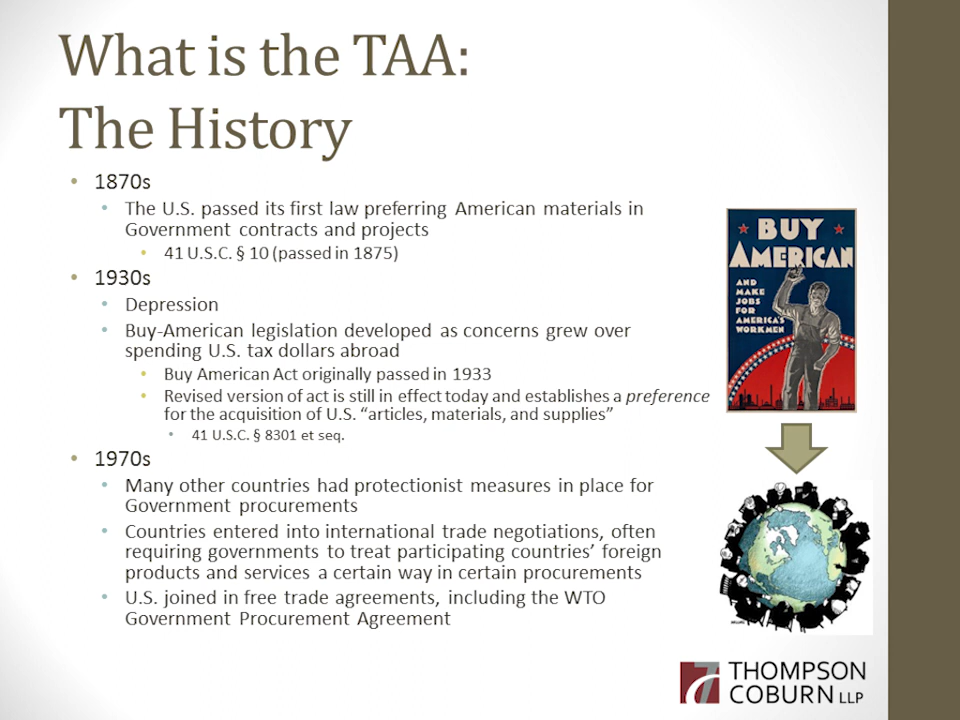 What is the TAA:
The History
• 1870s
• The U.S. passed its first law preferring American materials in
Government contracts and projects
• 41 U.S.C. § 10 (passed in 1875)
• 1930s
• Depression
• Buy-American legislation developed as concerns grew over
spending U.S. tax dollars abroad
• Buy American Act originally passed in 1933
• Revised version of act is still in effect today and establishes a preference
for the acquisition of U.S. “articles, materials, and supplies”
• 41 U.S.C. § 8301 et seq.
• 1970s
• Many other countries had protectionist measures in place for
Government procurements
• Countries entered into international trade negotiations, often
requiring governments to treat participating countries’ foreign
products and services a certain way in certain procurements
• U.S. joined in free trade agreements, including the WTO
Government Procurement Agreement
BUY
AMERICAN
AND
MAKE
JOBS
FOR
AMERICA'S
WORKMEN
THOMPSON
COBURN LLP